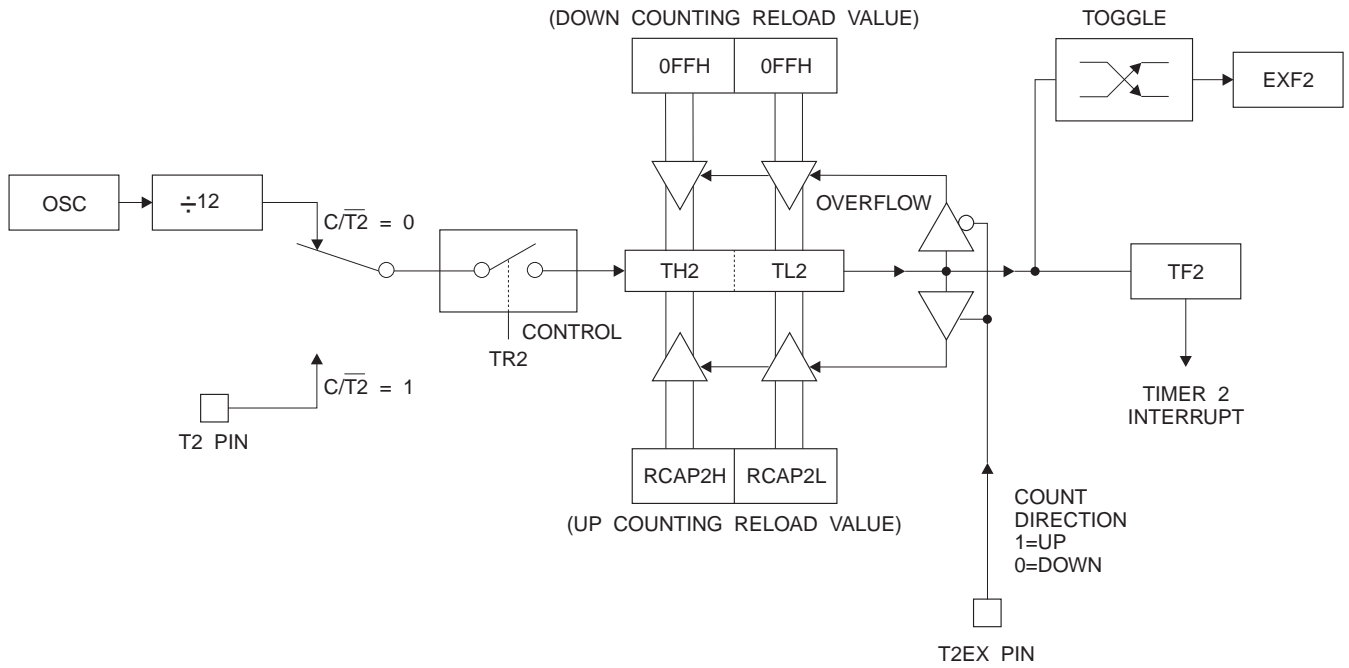 (DOWN COUNTING RELOAD VALUE)
TOGGLE
0FFH
0FFH
EXF2
OSC
÷12
C/T2̅ = 0
OVERFLOW
TH2
TL2
TF2
CONTROL
TR2
C/T2̅ = 1
T2 PIN
TIMER 2
INTERRUPT
RCAP2H
RCAP2L
(UP COUNTING RELOAD VALUE)
COUNT
DIRECTION
1=UP
0=DOWN
T2EX PIN